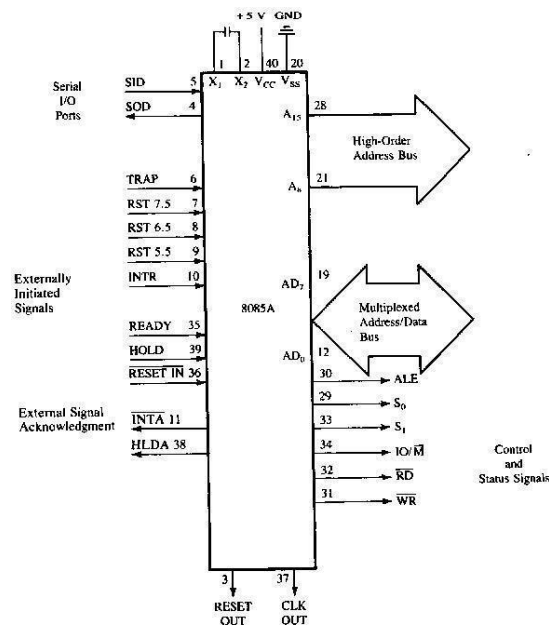 +5 V GND
1 2 40 20
X₁ X₂ V_CC V_SS
Serial
I/O
Ports
SID 5
SOD 4
A₁₅ 28
High-Order
Address Bus
A₈ 21
TRAP 6
RST 7.5 7
RST 6.5 8
RST 5.5 9
INTR 10
Externally
Initiated
Signals
READY 35
HOLD 39
RESET IN 36
8085A
AD₇ 19
Multiplexed
Address/Data
Bus
AD₀ 12
External Signal
Acknowledgment
INTA 11
HLDA 38
30 ALE
29 S₀
33 S₁
34 IO/M̅
32 R̅D̅
31 W̅R̅
Control
and
Status Signals
3
RESET
OUT
37
CLK
OUT